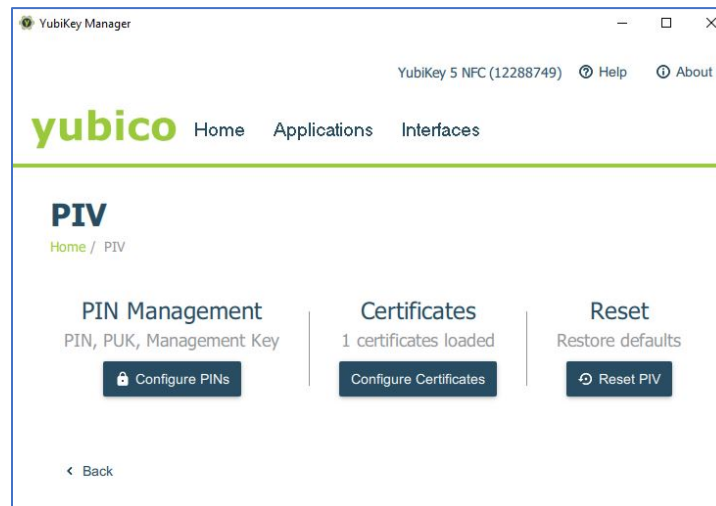 YubiKey Manager
YubiKey 5 NFC (12288749) Help About
yubico Home Applications Interfaces
PIV
Home / PIV
PIN Management
PIN, PUK, Management Key
Configure PINs
Certificates
1 certificates loaded
Configure Certificates
Reset
Restore defaults
Reset PIV
Back